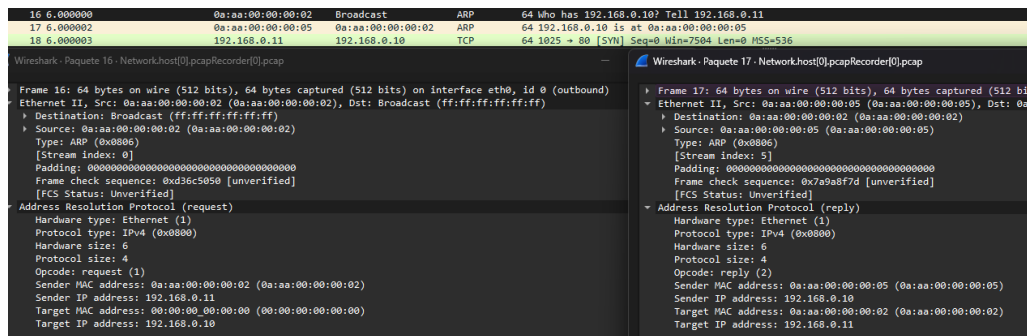 16 6.000000 0a:aa:00:00:00:02 Broadcast ARP 64 Who has 192.168.0.10? Tell 192.168.0.11
17 6.000002 0a:aa:00:00:00:05 0a:aa:00:00:00:02 ARP 64 192.168.0.10 is at 0a:aa:00:00:00:05
18 6.000003 192.168.0.11 192.168.0.10 TCP 64 1025 → 80 [SYN] Seq=0 Win=7504 Len=0 MSS=536
Wireshark · Paquete 16 · Network.host[0].pcapRecorder[0].pcap
Frame 16: 64 bytes on wire (512 bits), 64 bytes captured (512 bits) on interface eth0, id 0 (outbound)
Ethernet II, Src: 0a:aa:00:00:00:02 (0a:aa:00:00:00:02), Dst: Broadcast (ff:ff:ff:ff:ff:ff)
Destination: Broadcast (ff:ff:ff:ff:ff:ff)
Source: 0a:aa:00:00:00:02 (0a:aa:00:00:00:02)
Type: ARP (0x0806)
[Stream index: 0]
Padding: 000000000000000000000000000000000000
Frame check sequence: 0xd36c5050 [unverified]
[FCS Status: Unverified]
Address Resolution Protocol (request)
Hardware type: Ethernet (1)
Protocol type: IPv4 (0x0800)
Hardware size: 6
Protocol size: 4
Opcode: request (1)
Sender MAC address: 0a:aa:00:00:00:02 (0a:aa:00:00:00:02)
Sender IP address: 192.168.0.11
Target MAC address: 00:00:00_00:00:00 (00:00:00:00:00:00)
Target IP address: 192.168.0.10
Wireshark · Paquete 17 · Network.host[0].pcapRecorder[0].pcap
Frame 17: 64 bytes on wire (512 bits), 64 bytes captured (512 bi
Ethernet II, Src: 0a:aa:00:00:00:05 (0a:aa:00:00:00:05), Dst: 0a
Destination: 0a:aa:00:00:00:02 (0a:aa:00:00:00:02)
Source: 0a:aa:00:00:00:05 (0a:aa:00:00:00:05)
Type: ARP (0x0806)
[Stream index: 5]
Padding: 000000000000000000000000000000000000
Frame check sequence: 0x7a9a8f7d [unverified]
[FCS Status: Unverified]
Address Resolution Protocol (reply)
Hardware type: Ethernet (1)
Protocol type: IPv4 (0x0800)
Hardware size: 6
Protocol size: 4
Opcode: reply (2)
Sender MAC address: 0a:aa:00:00:00:05 (0a:aa:00:00:00:05)
Sender IP address: 192.168.0.10
Target MAC address: 0a:aa:00:00:00:02 (0a:aa:00:00:00:02)
Target IP address: 192.168.0.11